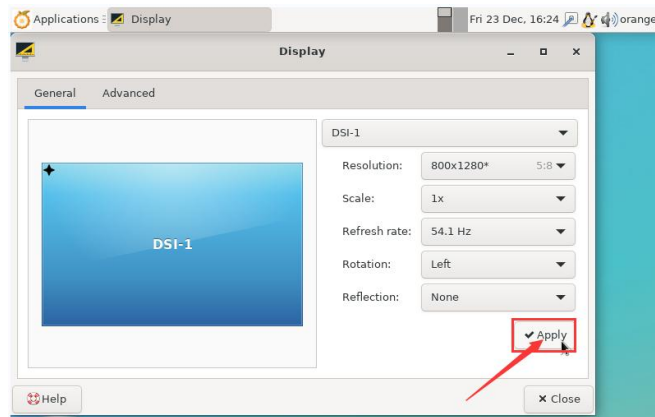 Applications Display Fri 23 Dec, 16:24 orange
Display
General Advanced
DSI-1
Resolution: 800x1280* 5:8
Scale: 1x
Refresh rate: 54.1 Hz
DSI-1
Rotation: Left
Reflection: None
Apply
Help Close